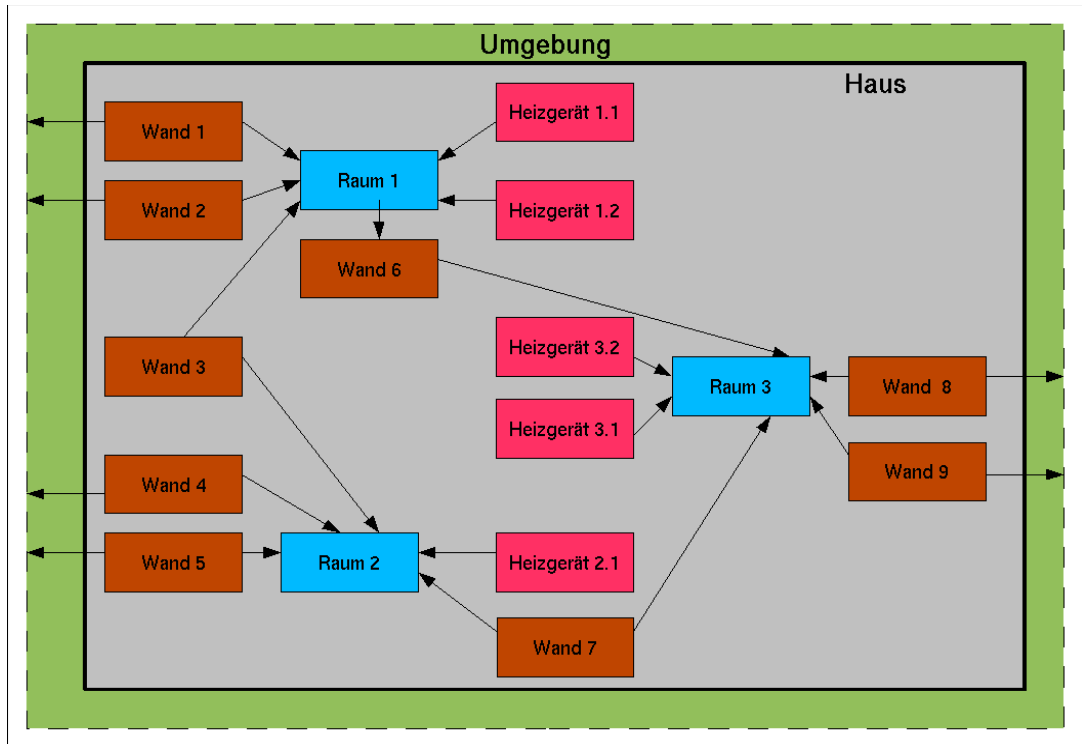 Umgebung
Haus
Wand 1
Heizgerät 1.1
Raum 1
Wand 2
Heizgerät 1.2
Wand 6
Wand 3
Heizgerät 3.2
Raum 3
Wand 8
Heizgerät 3.1
Wand 4
Wand 9
Wand 5
Raum 2
Heizgerät 2.1
Wand 7